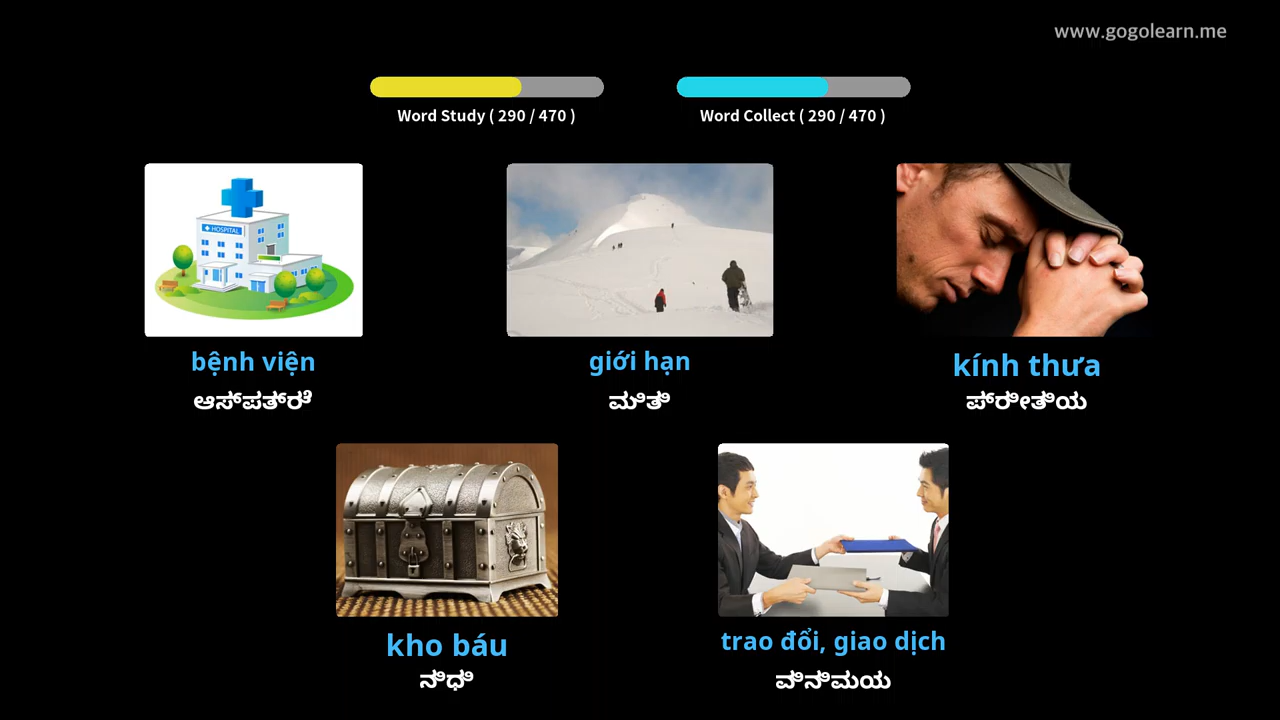 www.gogolearn.me
Word Study ( 290 / 470 )
Word Collect ( 290 / 470 )
HOSPITAL
bệnh viện
ಆಸ್ಪತ್ರೆ
giới hạn
ಮಿತಿ
kính thưa
ಪ್ರೀತಿಯ
kho báu
ನಿಧಿ
trao đổi, giao dịch
ವಿನಿಮಯ